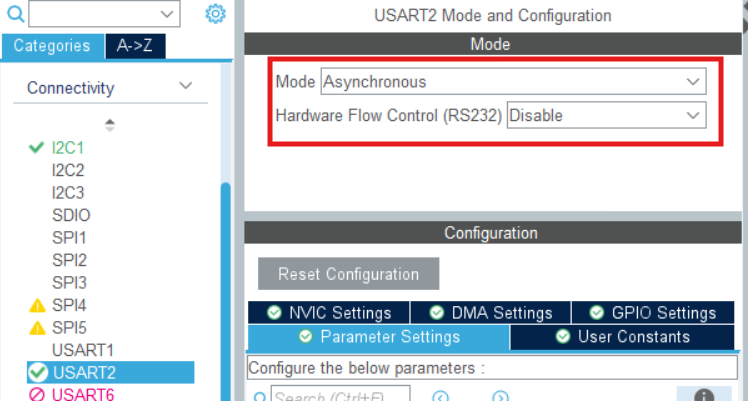 USART2 Mode and Configuration
Categories A->Z
Mode
Mode Asynchronous
Hardware Flow Control (RS232) Disable
Connectivity
I2C1
I2C2
I2C3
SDIO
SPI1
SPI2
SPI3
SPI4
SPI5
USART1
USART2
USART6
Configuration
Reset Configuration
NVIC Settings DMA Settings GPIO Settings
Parameter Settings User Constants
Configure the below parameters :
Search (Ctrl+F)